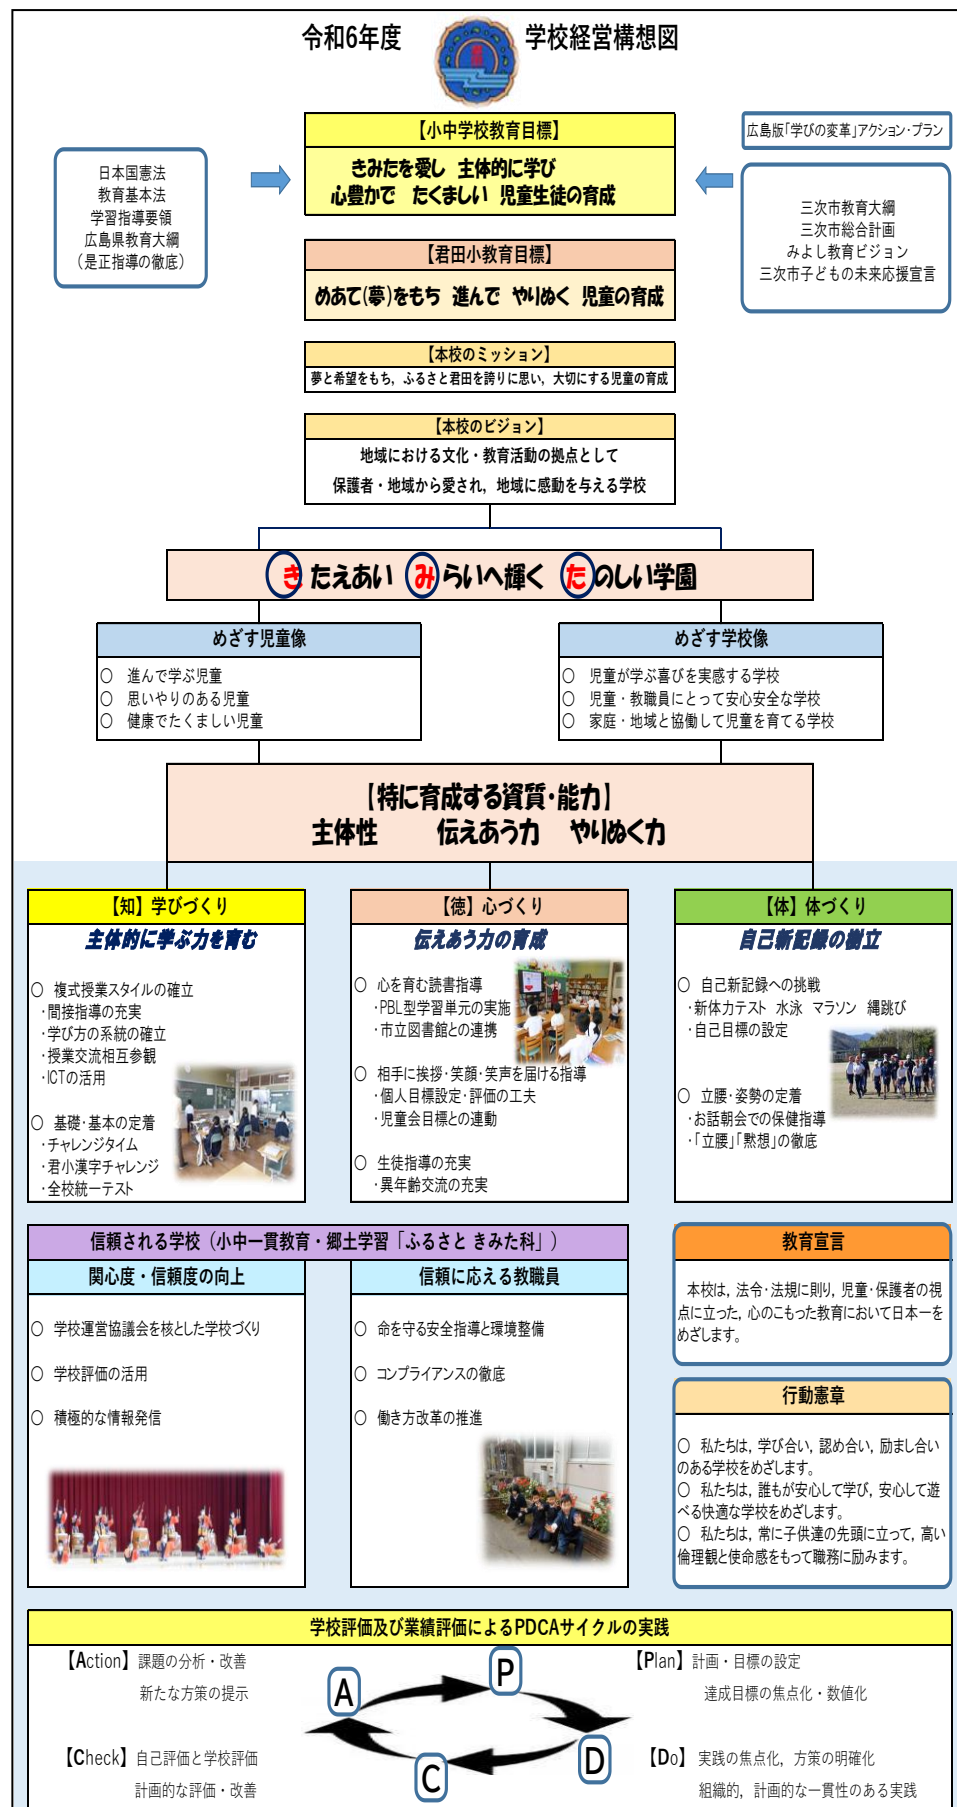 令和6年度 学校経営構想図
【小中学校教育目標】
きみたを愛し 主体的に学び
心豊かで たくましい 児童生徒の育成
日本国憲法
教育基本法
学習指導要領
広島県教育大綱
（是正指導の徹底）
広島版「学びの変革」アクション・プラン
三次市教育大綱
三次市総合計画
みよし教育ビジョン
三次市子どもの未来応援宣言
【君田小教育目標】
めあて(夢)をもち 進んで やりぬく 児童の育成
【本校のミッション】
夢と希望をもち，ふるさと君田を誇りに思い，大切にする児童の育成
【本校のビジョン】
地域における文化・教育活動の拠点として
保護者・地域から愛され，地域に感動を与える学校
きたえあい みらいへ輝く たのしい学園
めざす児童像
〇 進んで学ぶ児童
〇 思いやりのある児童
〇 健康でたくましい児童
めざす学校像
〇 児童が学ぶ喜びを実感する学校
〇 児童・教職員にとって安心安全な学校
〇 家庭・地域と協働して児童を育てる学校
【特に育成する資質・能力】
主体性 伝えあう力 やりぬく力
【知】学びづくり
主体的に学ぶ力を育む
〇 複式授業スタイルの確立
・間接指導の充実
・学び方の系統の確立
・授業交流相互参観
・ICTの活用
〇 基礎・基本の定着
・チャレンジタイム
・君小漢字チャレンジ
・全校統一テスト
【徳】心づくり
伝えあう力の育成
〇 心を育む読書指導
・PBL型学習単元の実施
・市立図書館との連携
〇 相手に挨拶・笑顔・笑声を届ける指導
・個人目標設定・評価の工夫
・児童会目標との連動
〇 生徒指導の充実
・異年齢交流の充実
【体】体づくり
自己新記録の樹立
〇 自己新記録への挑戦
・新体力テスト 水泳 マラソン 縄跳び
・自己目標の設定
〇 立腰・姿勢の定着
・お話朝会での保健指導
・「立腰」「黙想」の徹底
信頼される学校（小中一貫教育・郷土学習「ふるさと きみた科」）
関心度・信頼度の向上
〇 学校運営協議会を核とした学校づくり
〇 学校評価の活用
〇 積極的な情報発信
信頼に応える教職員
〇 命を守る安全指導と環境整備
〇 コンプライアンスの徹底
〇 働き方改革の推進
教育宣言
本校は，法令・法規に則り，児童・保護者の視
点に立った，心のこもった教育において日本一を
めざします。
行動憲章
〇 私たちは，学び合い，認め合い，励まし合い
のある学校をめざします。
〇 私たちは，誰もが安心して学び，安心して遊
べる快適な学校をめざします。
〇 私たちは，常に子供達の先頭に立って，高い
倫理観と使命感をもって職務に励みます。
学校評価及び業績評価によるPDCAサイクルの実践
【Action】課題の分析・改善
新たな方策の提示
【Plan】計画・目標の設定
達成目標の焦点化・数値化
A
P
C
D
【Check】自己評価と学校評価
計画的な評価・改善
【Do】 実践の焦点化，方策の明確化
組織的，計画的な一貫性のある実践